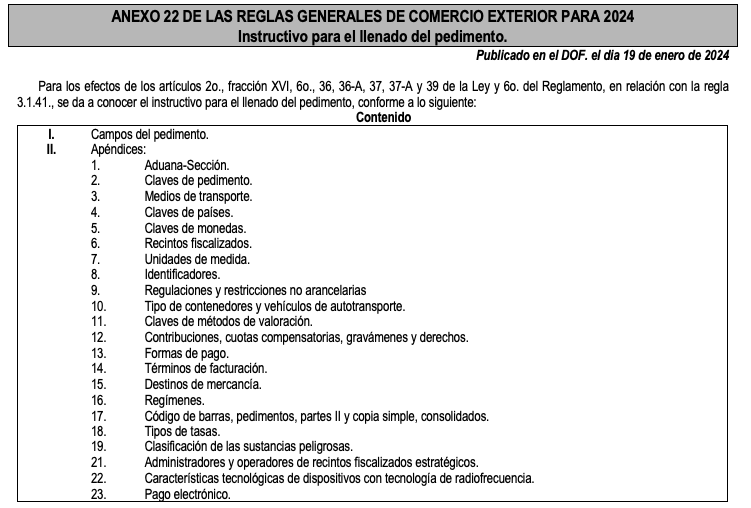 ANEXO 22 DE LAS REGLAS GENERALES DE COMERCIO EXTERIOR PARA 2024
Instructivo para el llenado del pedimento.
Publicado en el DOF. el dia 19 de enero de 2024
Para los efectos de los artículos 2o., fracción XVI, 6o., 36, 36-A, 37, 37-A y 39 de la Ley y 6o. del Reglamento, en relación con la regla
3.1.41., se da a conocer el instructivo para el llenado del pedimento, conforme a lo siguiente:
Contenido
I. Campos del pedimento.
II. Apéndices:
1. Aduana-Sección.
2. Claves de pedimento.
3. Medios de transporte.
4. Claves de países.
5. Claves de monedas.
6. Recintos fiscalizados.
7. Unidades de medida.
8. Identificadores.
9. Regulaciones y restricciones no arancelarias
10. Tipo de contenedores y vehículos de autotransporte.
11. Claves de métodos de valoración.
12. Contribuciones, cuotas compensatorias, gravámenes y derechos.
13. Formas de pago.
14. Términos de facturación.
15. Destinos de mercancía.
16. Regímenes.
17. Código de barras, pedimentos, partes II y copia simple, consolidados.
18. Tipos de tasas.
19. Clasificación de las sustancias peligrosas.
21. Administradores y operadores de recintos fiscalizados estratégicos.
22. Características tecnológicas de dispositivos con tecnología de radiofrecuencia.
23. Pago electrónico.